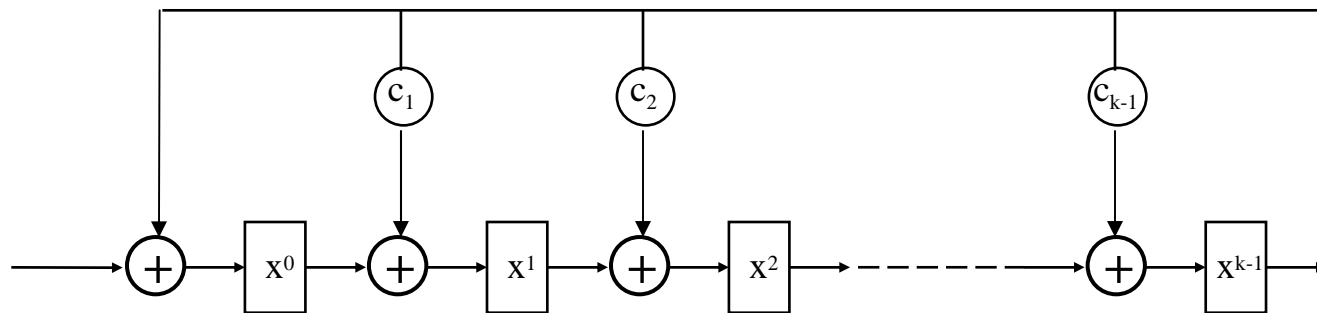 c₁ c₂ cₖ₋₁
+ x⁰ + x¹ + x² + xᵏ⁻¹